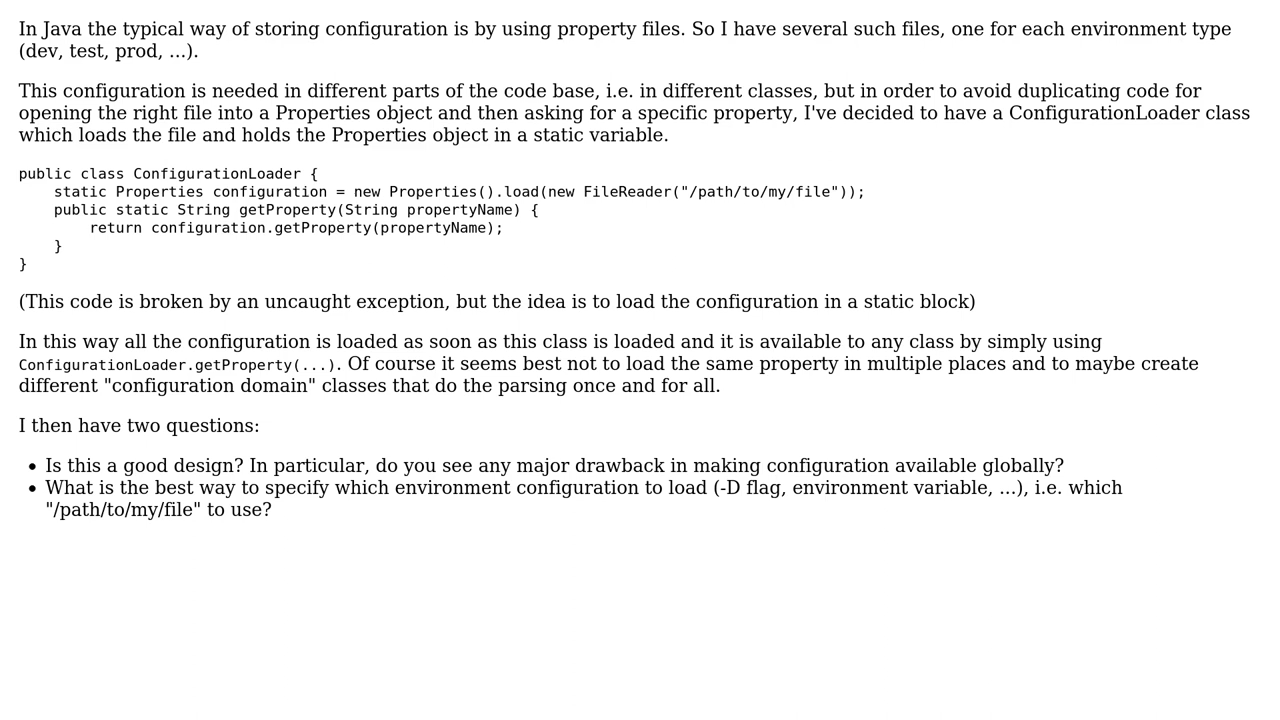 In Java the typical way of storing configuration is by using property files. So I have several such files, one for each environment type
(dev, test, prod, ...).
This configuration is needed in different parts of the code base, i.e. in different classes, but in order to avoid duplicating code for
opening the right file into a Properties object and then asking for a specific property, I've decided to have a ConfigurationLoader class
which loads the file and holds the Properties object in a static variable.
public class ConfigurationLoader {
    static Properties configuration = new Properties().load(new FileReader("/path/to/my/file"));
    public static String getProperty(String propertyName) {
        return configuration.getProperty(propertyName);
    }
}
(This code is broken by an uncaught exception, but the idea is to load the configuration in a static block)
In this way all the configuration is loaded as soon as this class is loaded and it is available to any class by simply using
ConfigurationLoader.getProperty(...). Of course it seems best not to load the same property in multiple places and to maybe create
different "configuration domain" classes that do the parsing once and for all.
I then have two questions:
• Is this a good design? In particular, do you see any major drawback in making configuration available globally?
• What is the best way to specify which environment configuration to load (-D flag, environment variable, ...), i.e. which
"/path/to/my/file" to use?